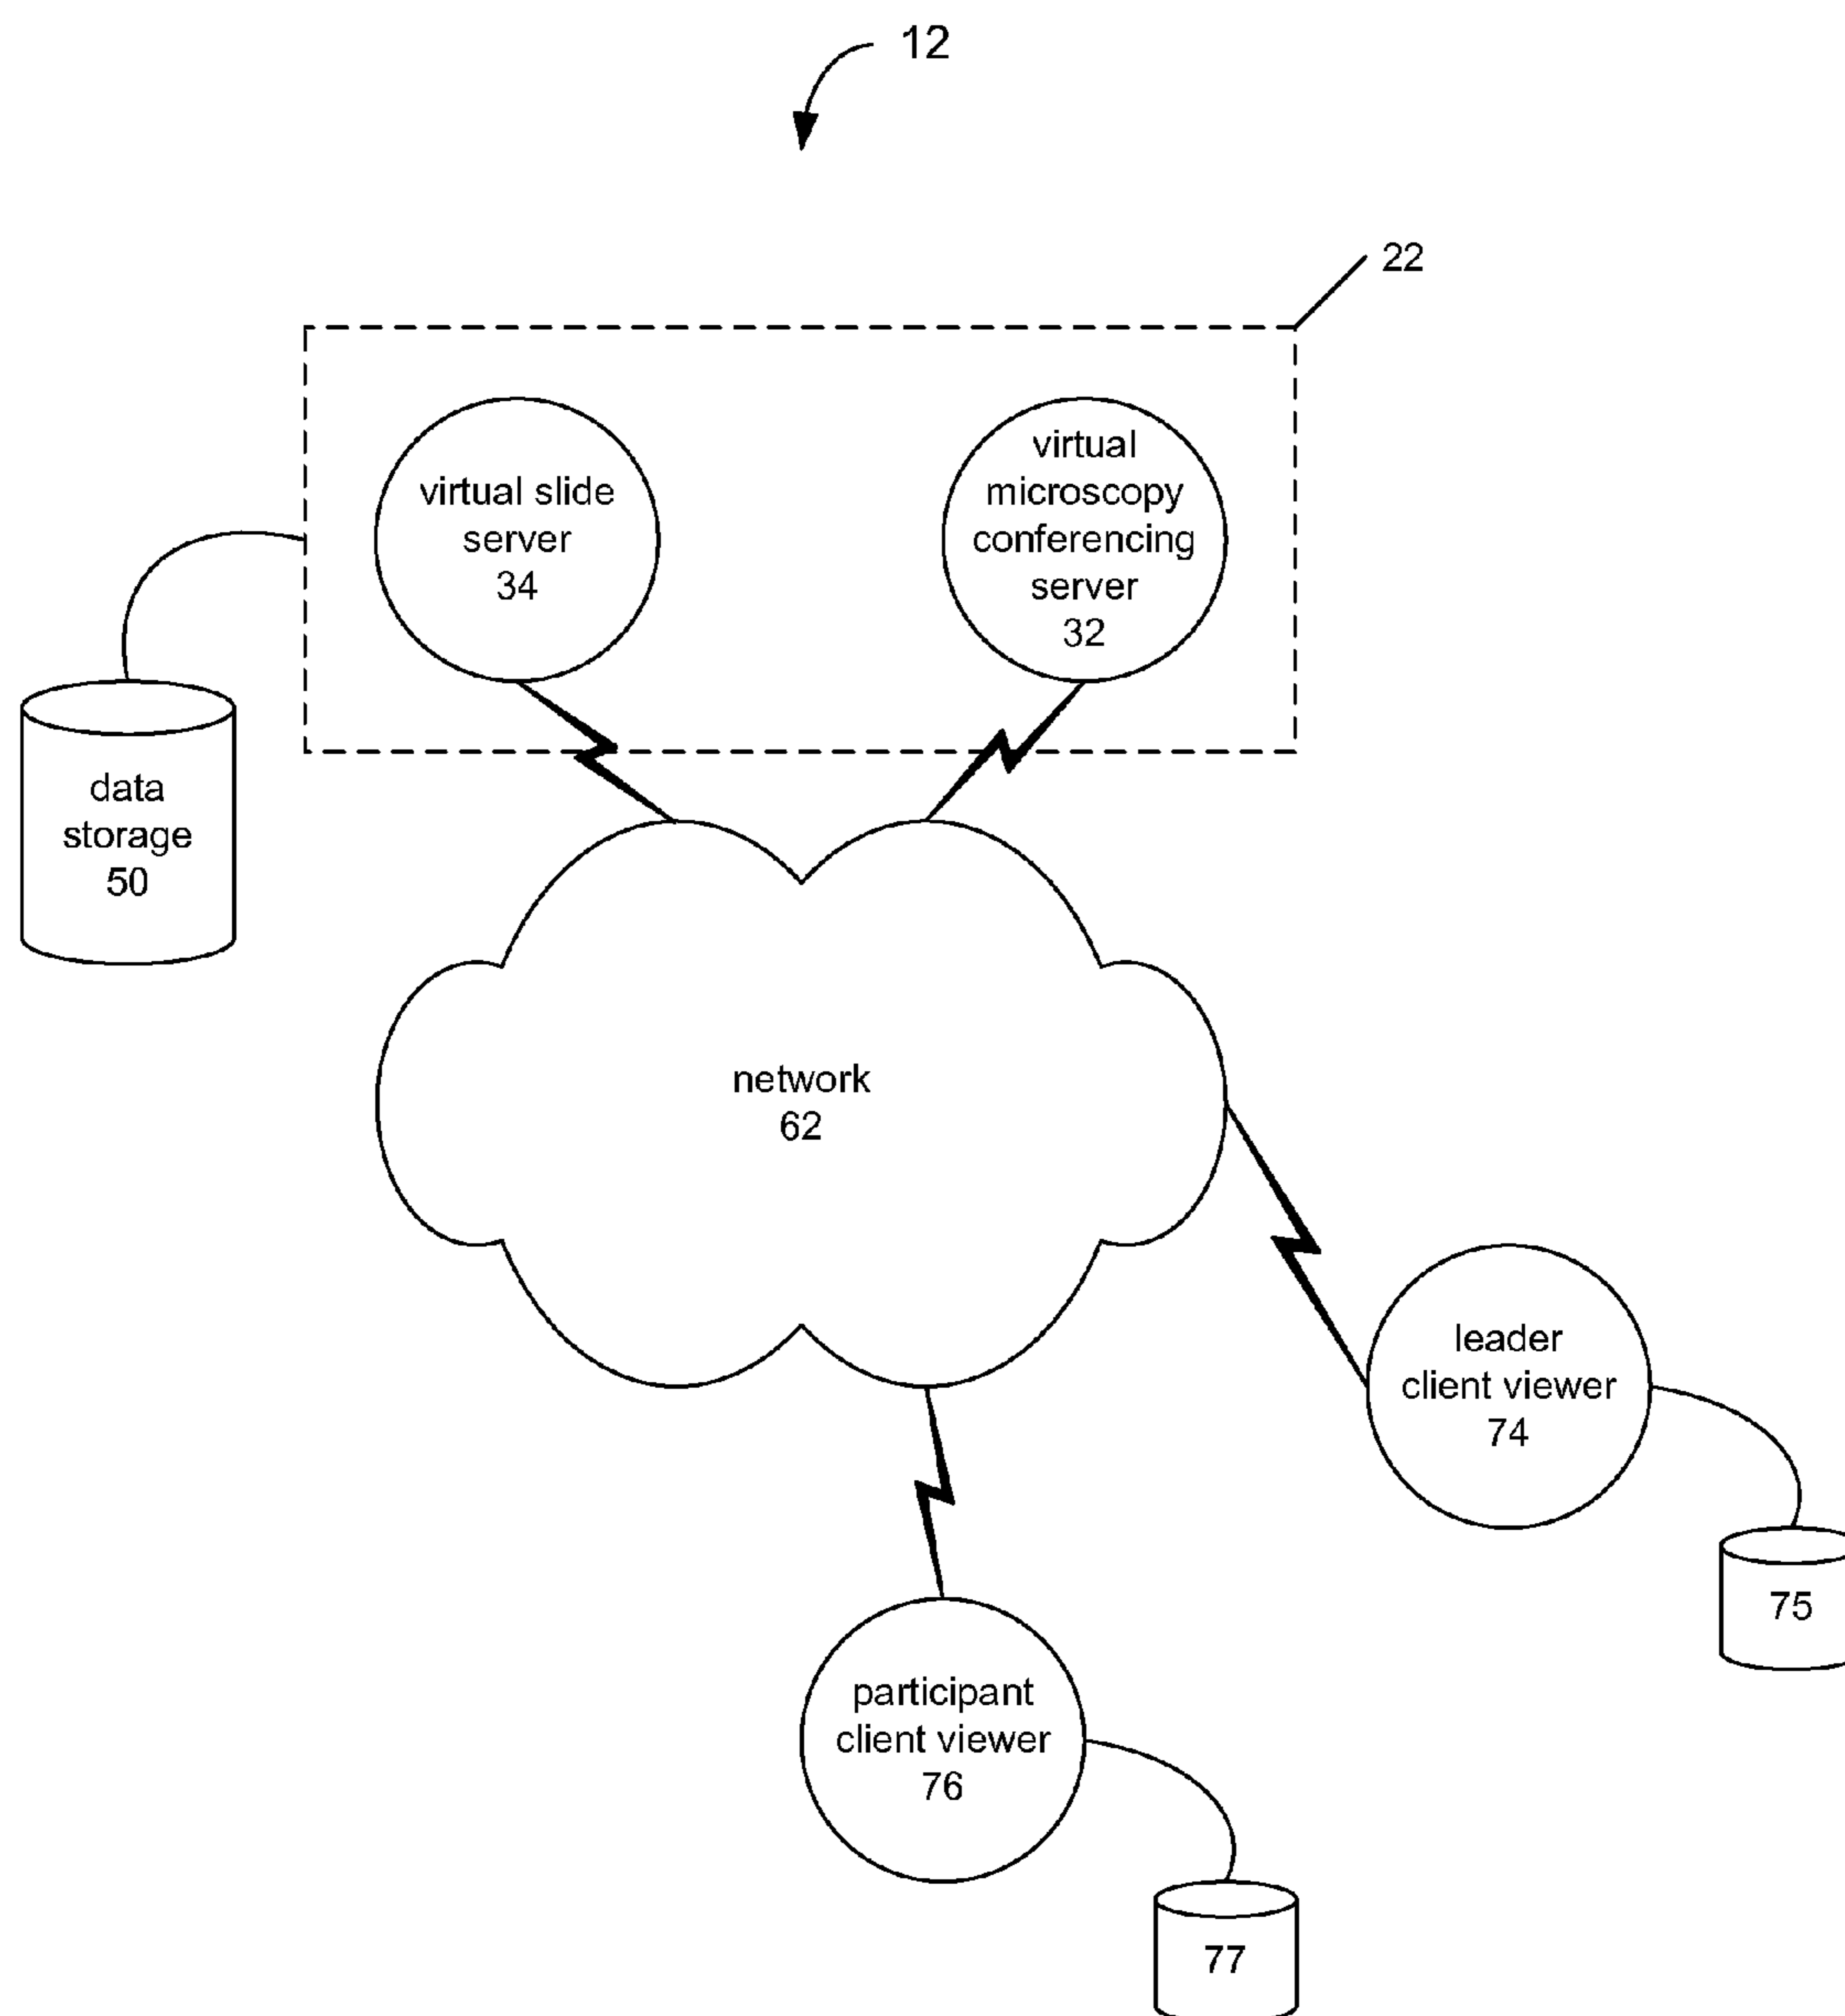 12
22
virtual slide
server
34
virtual
microscopy
conferencing
server
32
data
storage
50
network
62
leader
client viewer
74
75
participant
client viewer
76
77